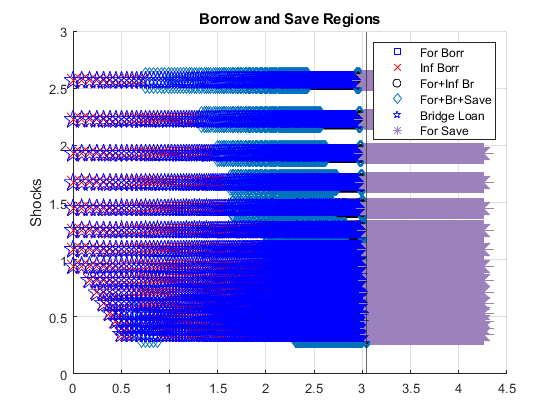 Borrow and Save Regions
3
2.5
2
1.5
1
0.5
0
Shocks
For Borr
Inf Borr
For+Inf Br
For+Br+Save
Bridge Loan
For Save
0 0.5 1 1.5 2 2.5 3 3.5 4 4.5